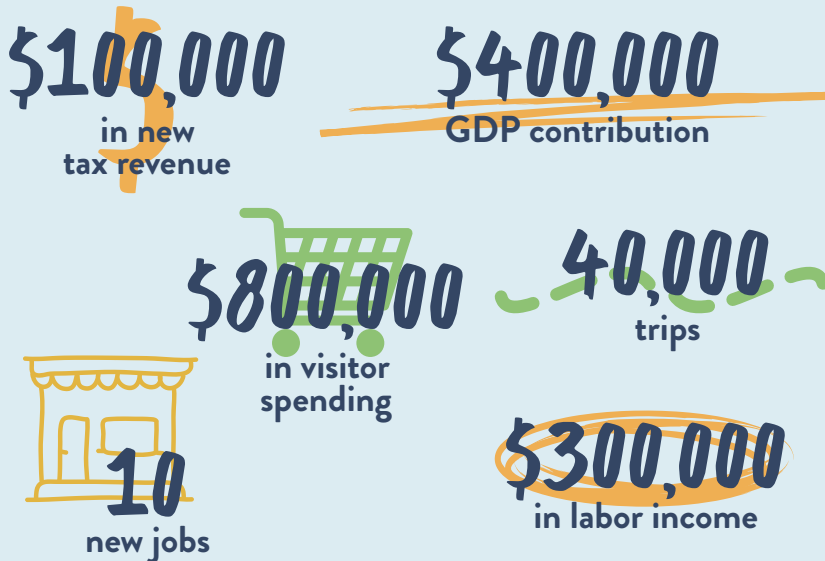 $100,000
in new
tax revenue
$400,000
GDP contribution
$800,000
in visitor
spending
40,000
trips
10
new jobs
$300,000
in labor income